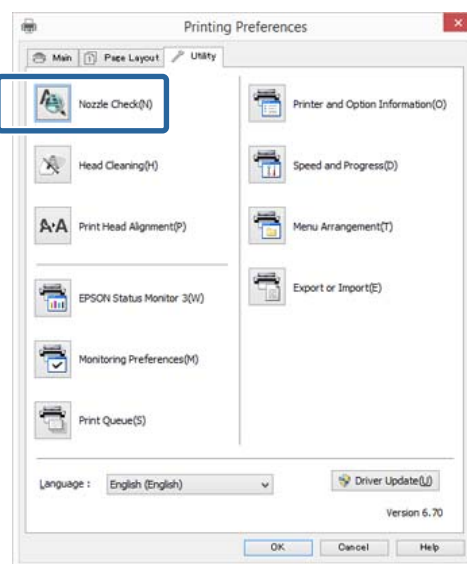 Printing Preferences
Main
Page Layout
Utility
Nozzle Check(N)
Printer and Option Information(O)
Head Cleaning(H)
Speed and Progress(D)
A·A
Print Head Alignment(P)
Menu Arrangement(T)
EPSON Status Monitor 3(W)
Export or Import(E)
Monitoring Preferences(M)
Print Queue(S)
Language :
English (English)
Driver Update(U)
Version 6.70
OK
Cancel
Help